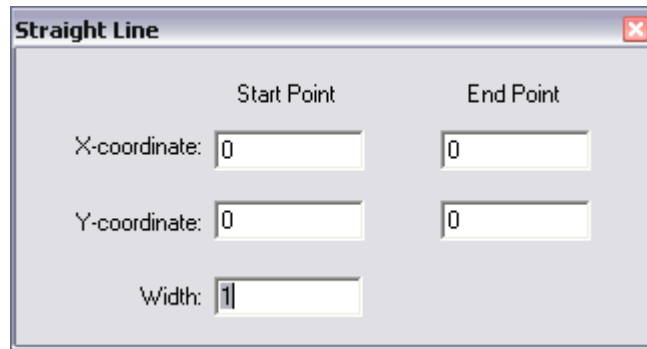 Straight Line
Start Point End Point
X-coordinate: 0 0
Y-coordinate: 0 0
Width: 1